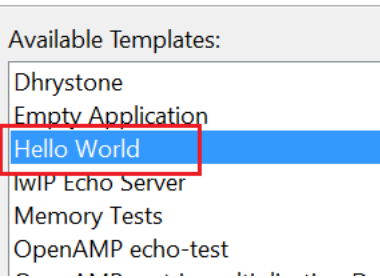 Available Templates:
Dhrystone
Empty Application
Hello World
lwIP Echo Server
Memory Tests
OpenAMP echo-test